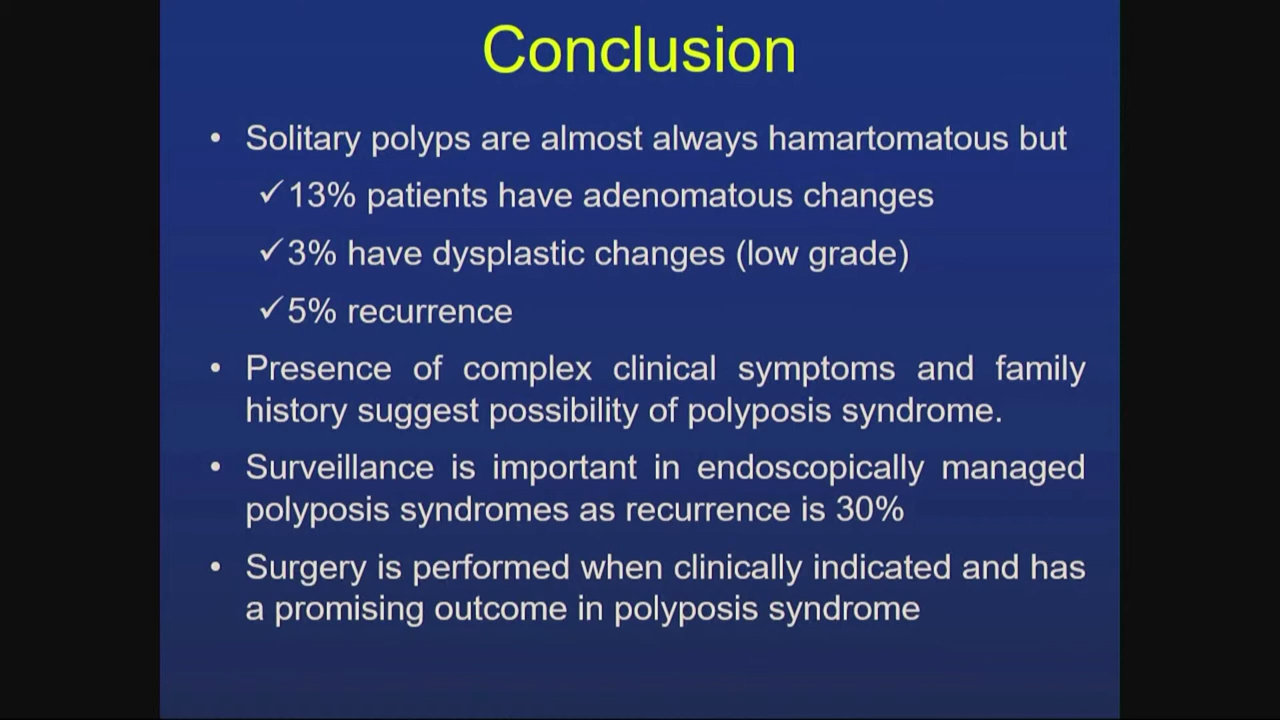 Conclusion
• Solitary polyps are almost always hamartomatous but
✓13% patients have adenomatous changes
✓3% have dysplastic changes (low grade)
✓5% recurrence
• Presence of complex clinical symptoms and family
history suggest possibility of polyposis syndrome.
• Surveillance is important in endoscopically managed
polyposis syndromes as recurrence is 30%
• Surgery is performed when clinically indicated and has
a promising outcome in polyposis syndrome